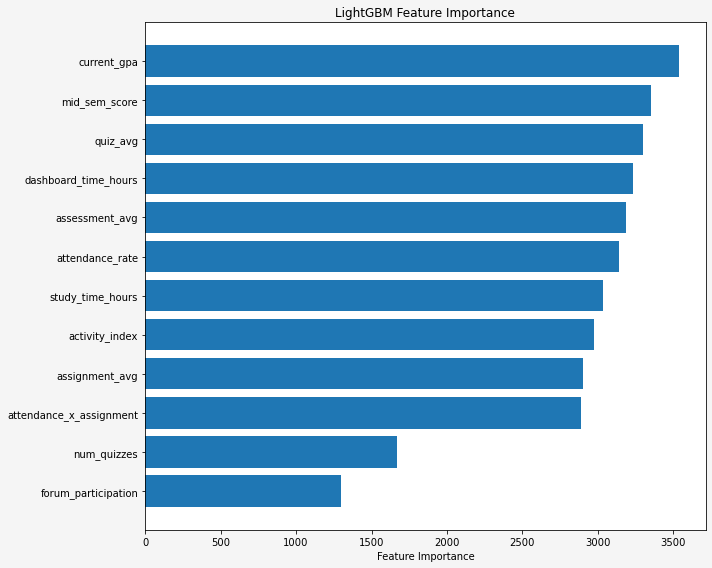 LightGBM Feature Importance
current_gpa
mid_sem_score
quiz_avg
dashboard_time_hours
assessment_avg
attendance_rate
study_time_hours
activity_index
assignment_avg
attendance_x_assignment
num_quizzes
forum_participation
0 500 1000 1500 2000 2500 3000 3500
Feature Importance